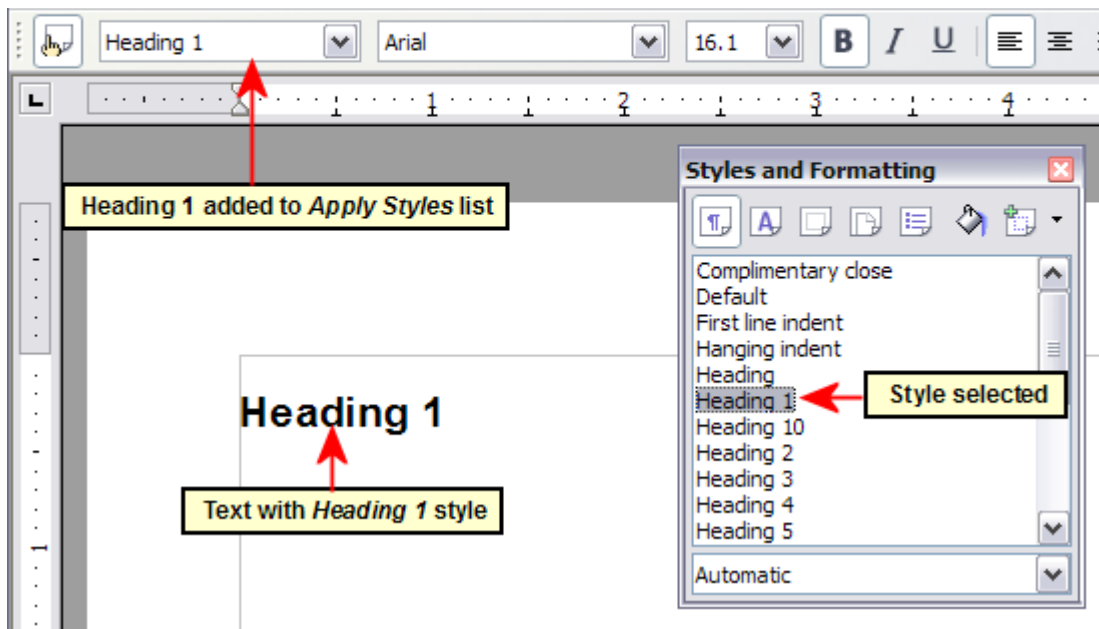 Heading 1 Arial 16.1 B I U
1 2 3 4
Styles and Formatting
Heading 1 added to Apply Styles list
Complimentary close
Default
First line indent
Hanging indent
Heading
Heading 1
Style selected
Heading 10
Heading 2
Heading 3
Heading 4
Heading 5
Automatic
Heading 1
Text with Heading 1 style
1